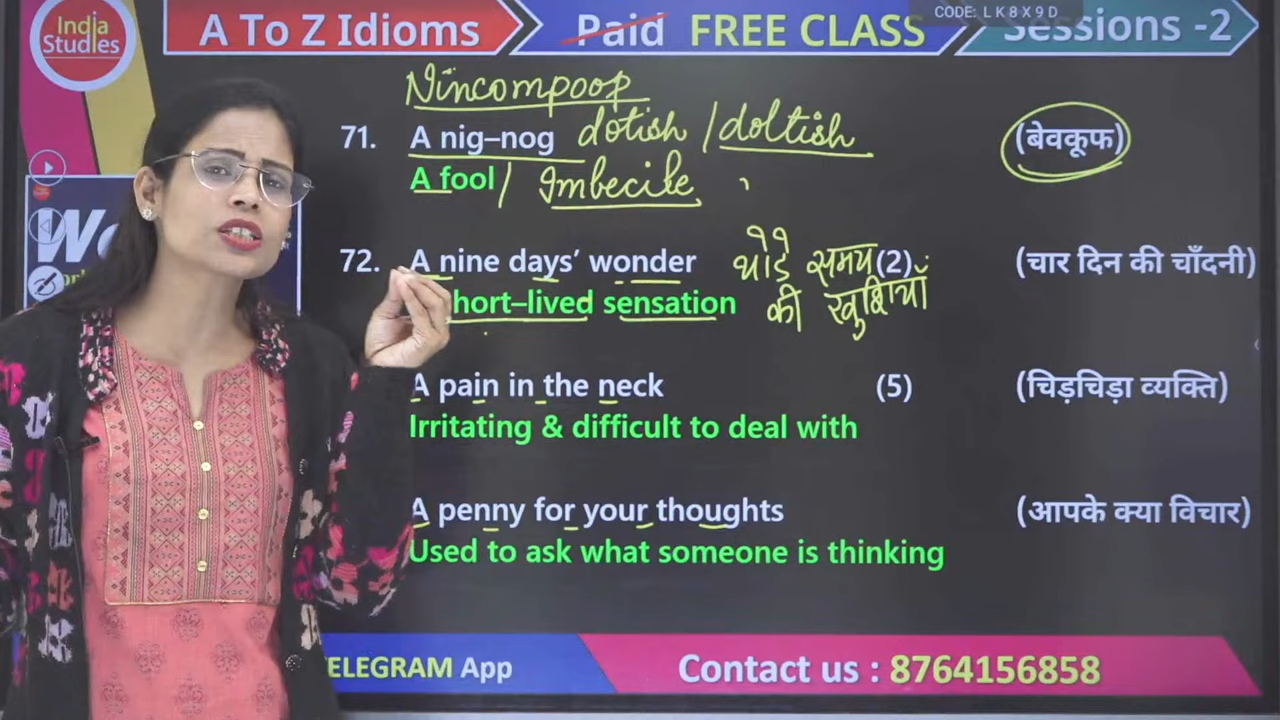 India
Studies
A To Z Idioms
Paid FREE CLASS
CODE: LK8X9D
Sessions -2
Nincompoop
71. A nig–nog dotish / doltish (बेवकूफ)
A fool / Imbecile,
72. A nine days’ wonder थोड़े समय (2) (चार दिन की चाँदनी)
short–lived sensation की खुशियाँ
A pain in the neck (5) (चिड़चिड़ा व्यक्ति)
Irritating & difficult to deal with
A penny for your thoughts (आपके क्या विचार)
Used to ask what someone is thinking
TELEGRAM App
Contact us : 8764156858